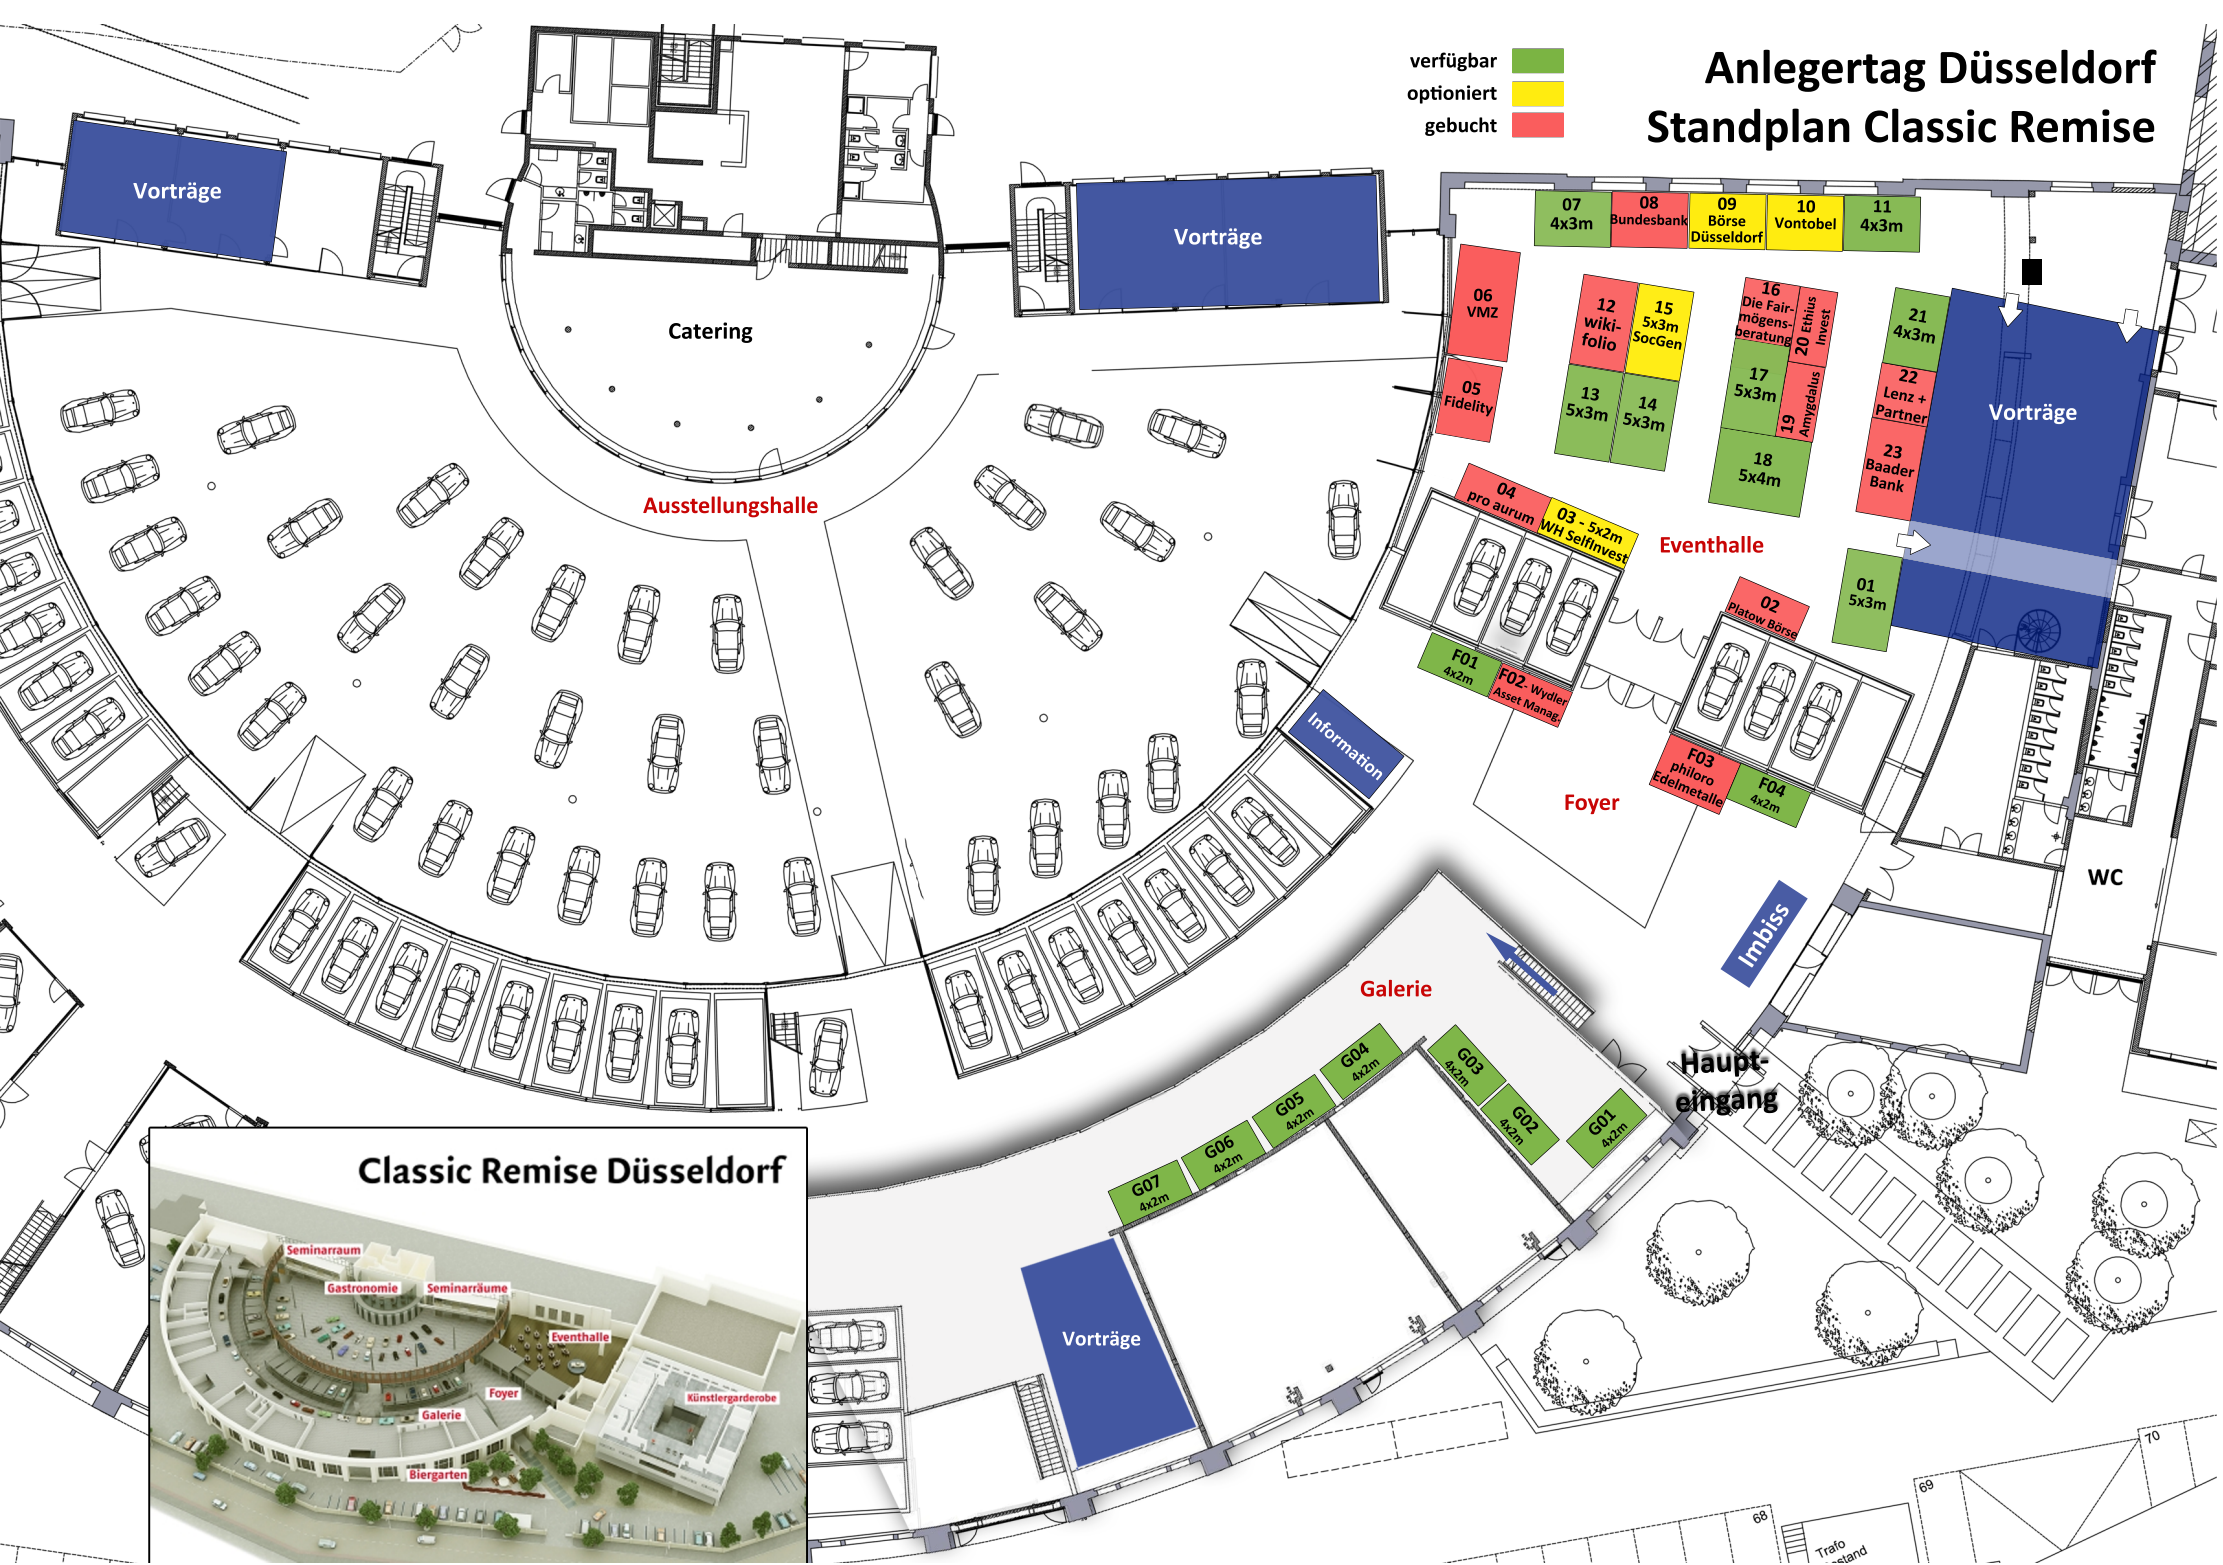 verfügbar
optioniert
gebucht
Anlegertag Düsseldorf
Standplan Classic Remise
Vorträge
Vorträge
Catering
Ausstellungshalle
07
4x3m
08
Bundesbank
09
Börse
Düsseldorf
10
Vontobel
11
4x3m
06
VMZ
05
Fidelity
12
wiki-
folio
15
5x3m
SocGen
13
5x3m
14
5x3m
16
Die Fair-
mögens-
beratung
20 Ethius
Invest
17
5x3m
19
Amygdalus
18
5x4m
21
4x3m
22
Lenz +
Partner
23
Baader
Bank
Vorträge
04
pro aurum
03 - 5x2m
WH SelfInvest
Eventhalle
01
5x3m
02
Platow Börse
F01
4x2m
F02- Wydler
Asset Manag.
F03
philoro
Edelmetalle
F04
4x2m
Information
Foyer
WC
Imbiss
Galerie
Haupt-
eingang
G04
4x2m
G03
4x2m
G05
4x2m
G02
4x2m
G01
4x2m
G06
4x2m
G07
4x2m
Vorträge
Classic Remise Düsseldorf
Seminarraum
Gastronomie
Seminarräume
Eventhalle
Foyer
Künstlergarderobe
Galerie
Biergarten
70
69
68
Trafo